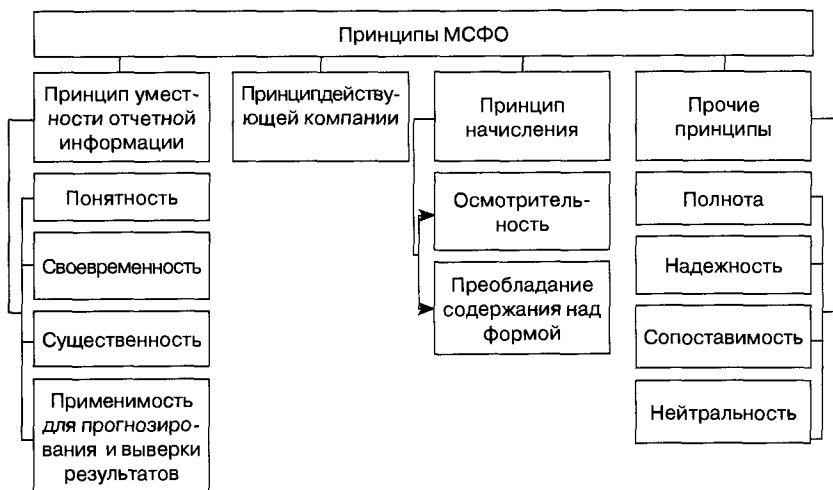 Принципы МСФО
Принцип умест-
ности отчетной
информации
Понятность
Своевременность
Существенность
Применимость
для прогнозиро-
вания и выверки
результатов
Принципдейству-
ющей компании
Принцип
начисления
Осмотритель-
ность
Преобладание
содержания над
формой
Прочие
принципы
Полнота
Надежность
Сопоставимость
Нейтральность